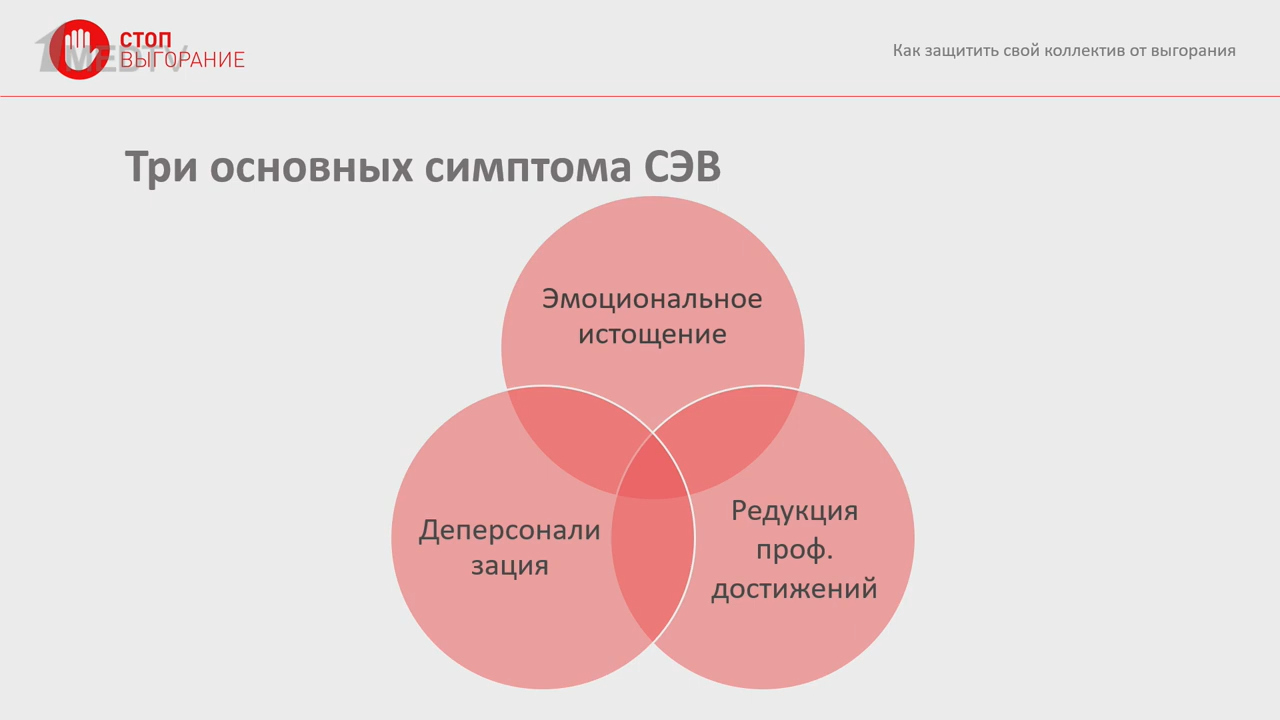 СТОП
ВЫГОРАНИЕ
1MEDTV
Как защитить свой коллектив от выгорания
Три основных симптома СЭВ
Эмоциональное
истощение
Деперсонали
зация
Редукция
проф.
достижений